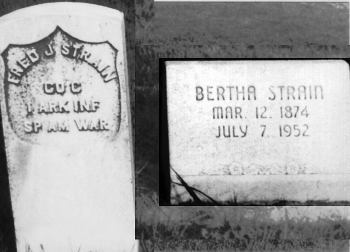 FRED J STRAIN
CO C
1 ARK INF
SP AM WAR
BERTHA STRAIN
MAR. 12. 1874
JULY 7. 1952